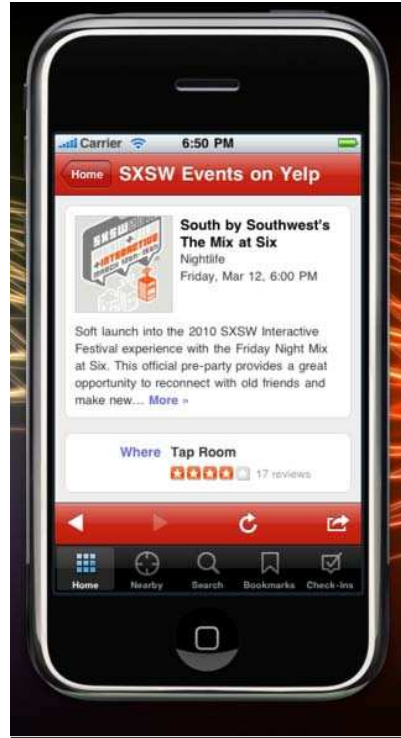 Carrier 6:50 PM
Home SXSW Events on Yelp
SXSW
INTERACTIVE
South by Southwest's
The Mix at Six
Nightlife
Friday, Mar 12, 6:00 PM
Soft launch into the 2010 SXSW Interactive
Festival experience with the Friday Night Mix
at Six. This official pre-party provides a great
opportunity to reconnect with old friends and
make new... More »
Where Tap Room
17 reviews
Home Nearby Search Bookmarks Check-Ins